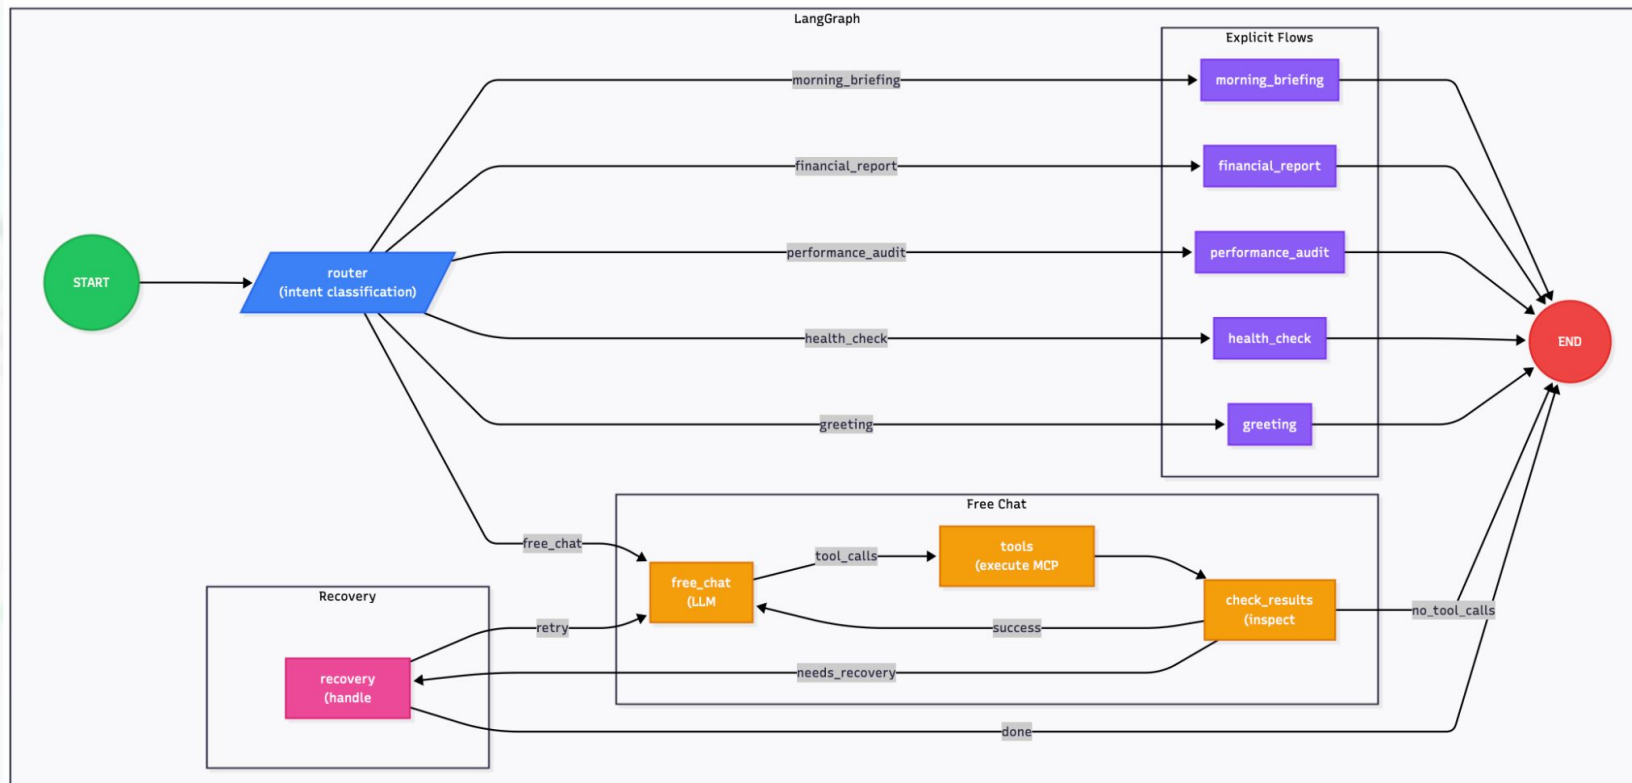 LangGraph
Explicit Flows
morning_briefing
morning_briefing
financial_report
financial_report
performance_audit
performance_audit
START
router
(intent classification)
health_check
health_check
END
greeting
greeting
Free Chat
free_chat
tool_calls
tools
(execute MCP
free_chat
(LLM
check_results
(inspect
no_tool_calls
Recovery
retry
success
needs_recovery
recovery
(handle
done